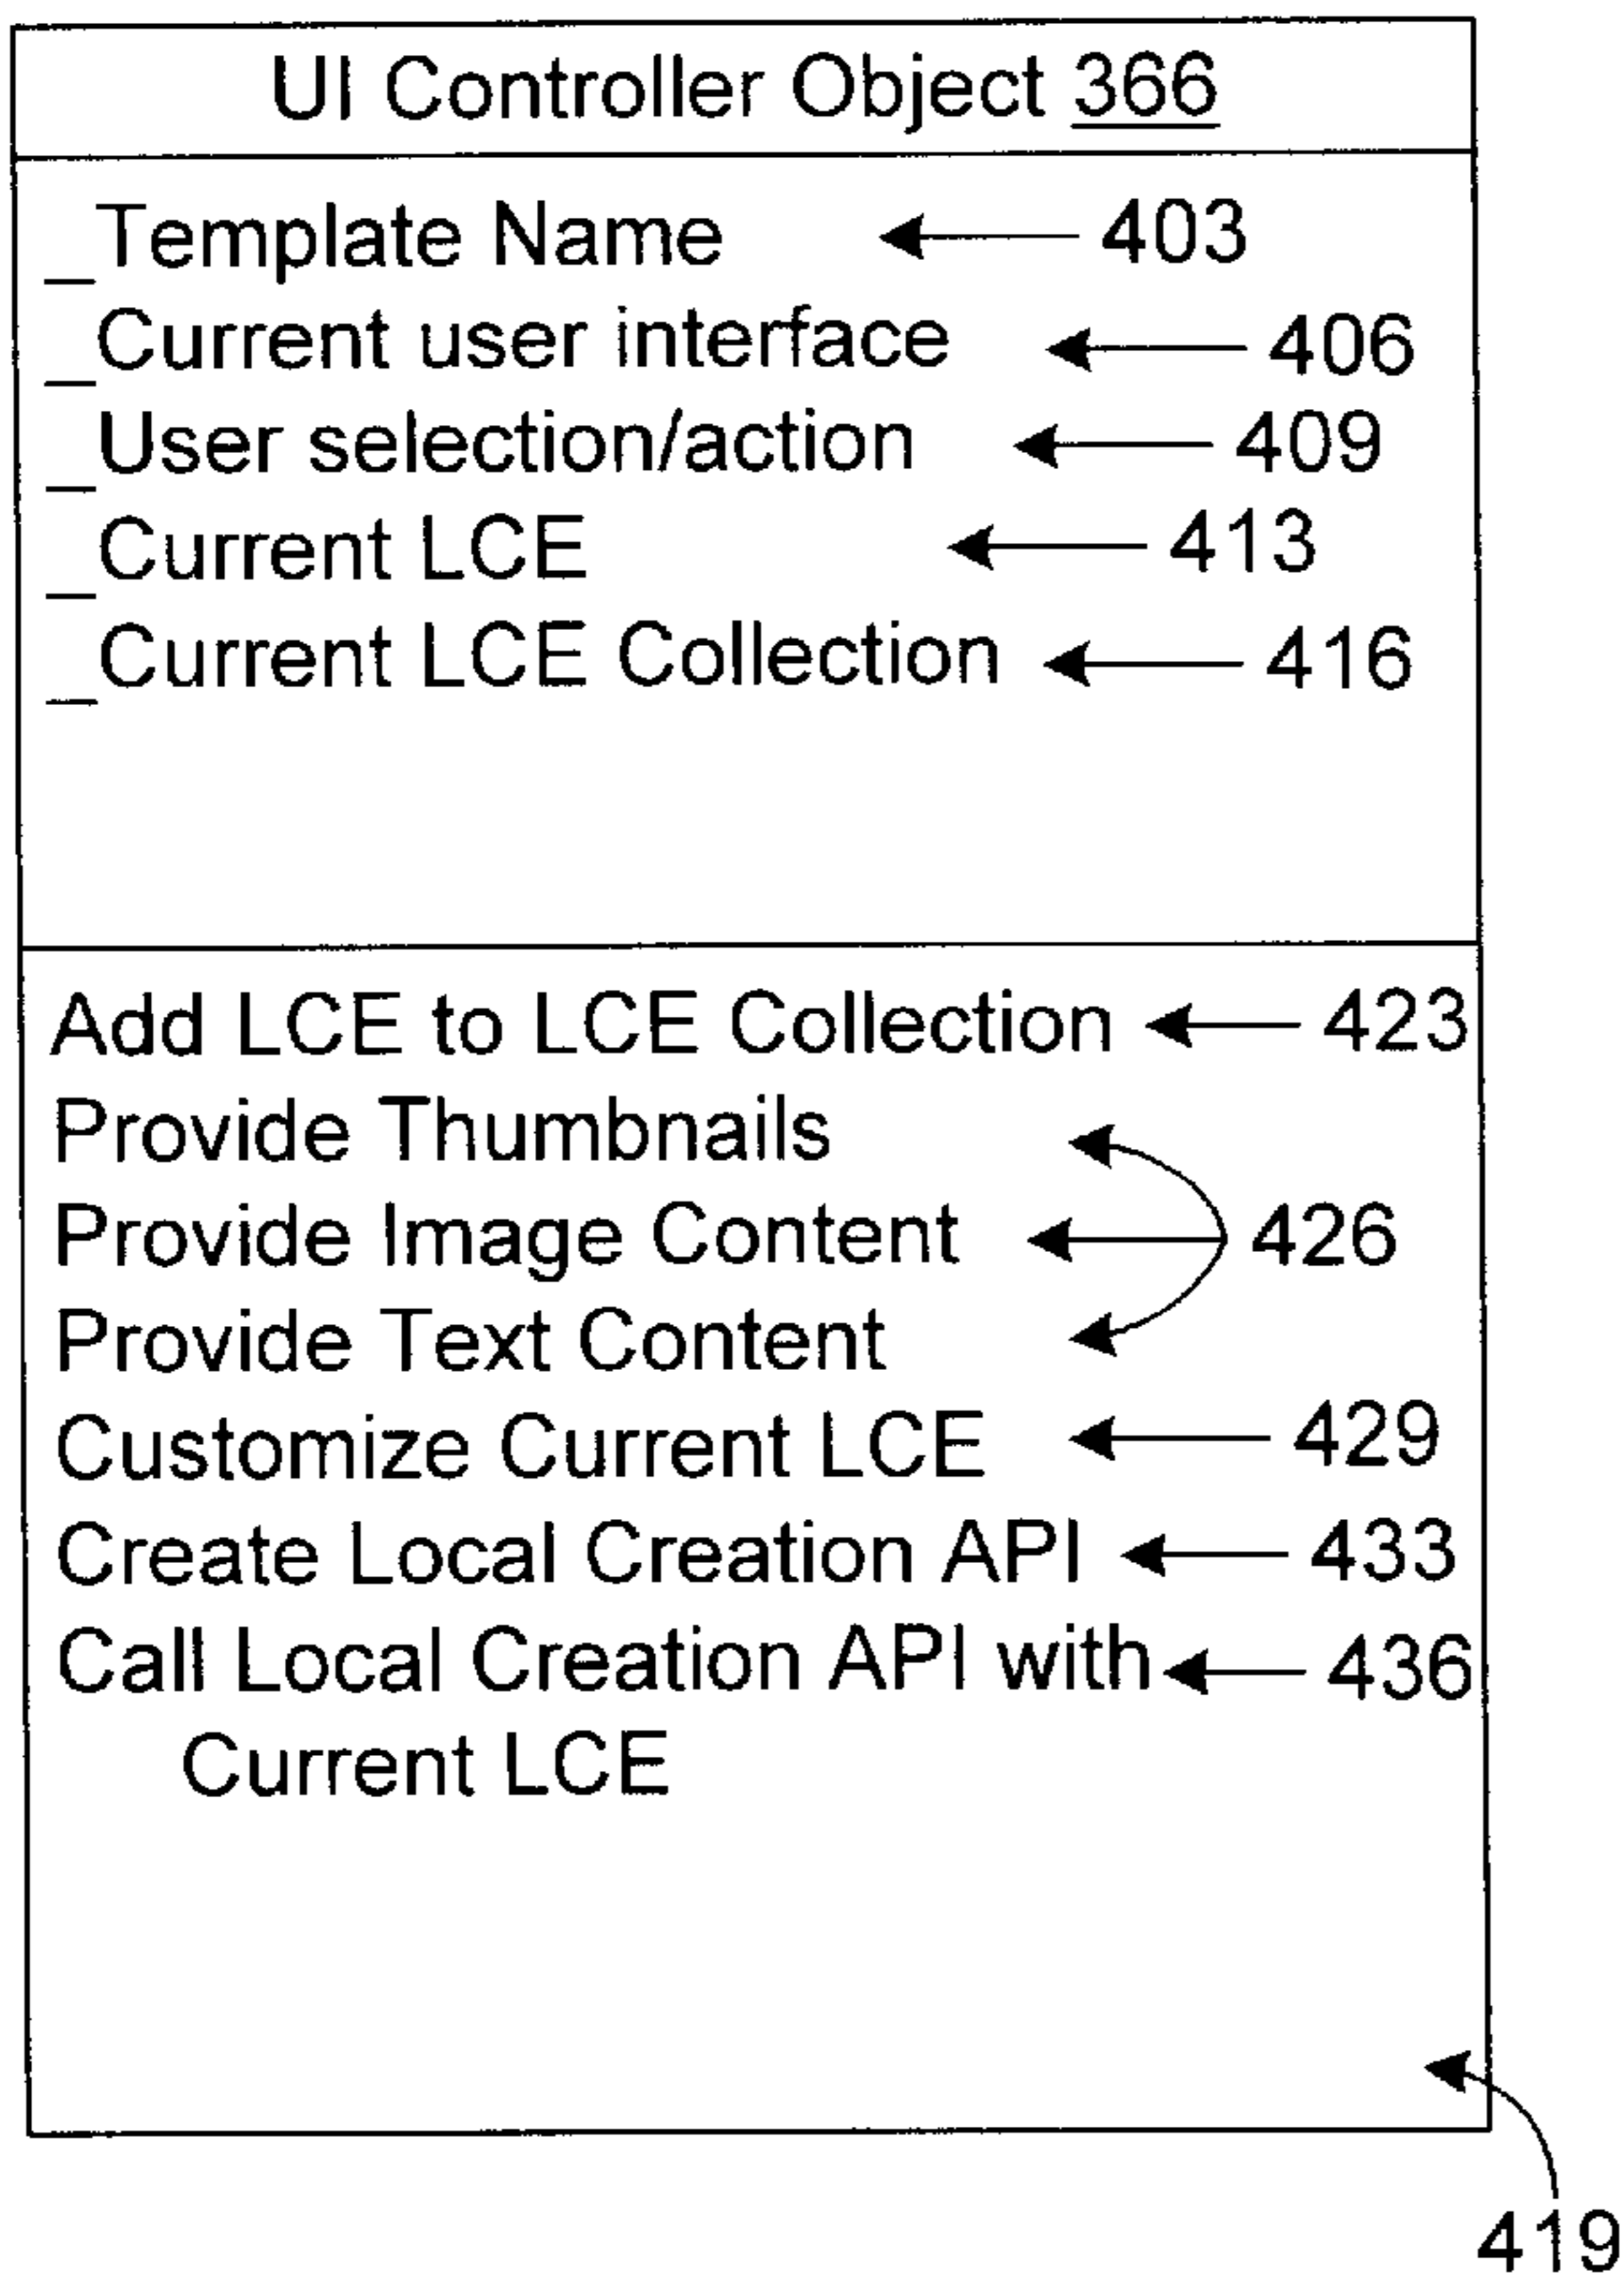 UI Controller Object 366
_Template Name 403
_Current user interface 406
_User selection/action 409
_Current LCE 413
_Current LCE Collection 416
Add LCE to LCE Collection 423
Provide Thumbnails
Provide Image Content 426
Provide Text Content
Customize Current LCE 429
Create Local Creation API 433
Call Local Creation API with 436
Current LCE
419